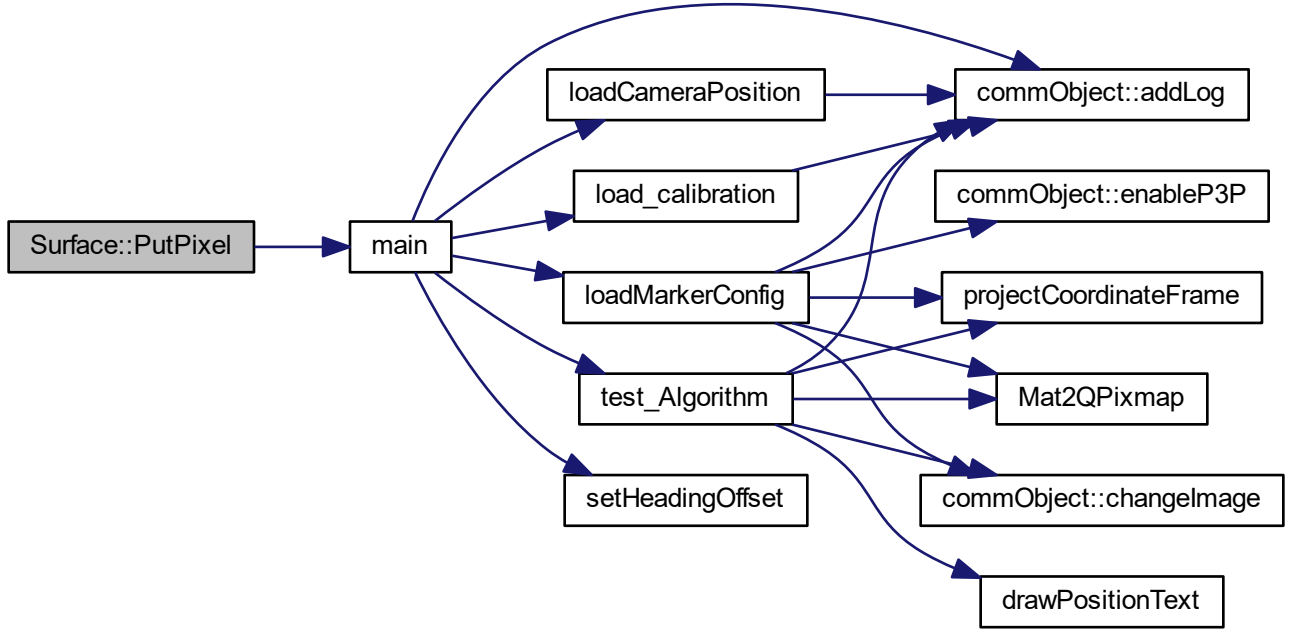 Surface::PutPixel
main
loadCameraPosition
load_calibration
loadMarkerConfig
test_Algorithm
setHeadingOffset
commObject::addLog
commObject::enableP3P
projectCoordinateFrame
Mat2QPixmap
commObject::changeImage
drawPositionText